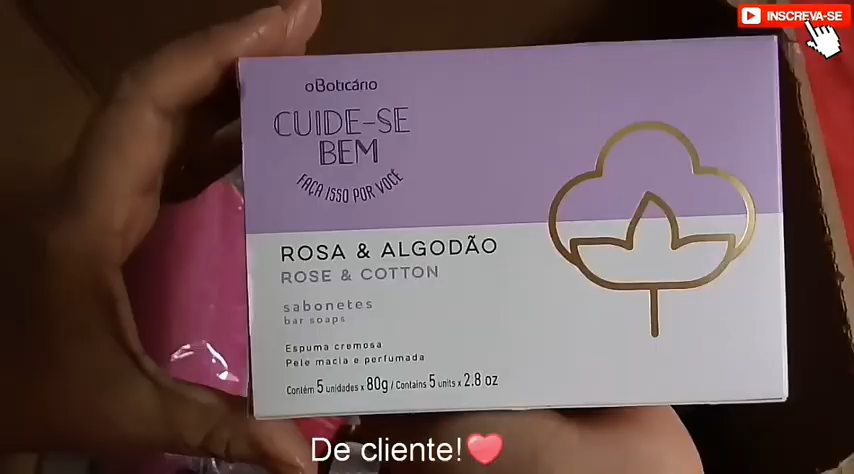 INSCREVA-SE
oBoticário
CUIDE-SE
BEM
FAÇA ISSO POR VOCÊ
ROSA & ALGODÃO
ROSE & COTTON
sabonetes
bar soaps
Espuma cremosa
Pele macia e perfumada
Contém 5 unidades x 80g / Contains 5 units x 2.8 oz
De cliente!❤️